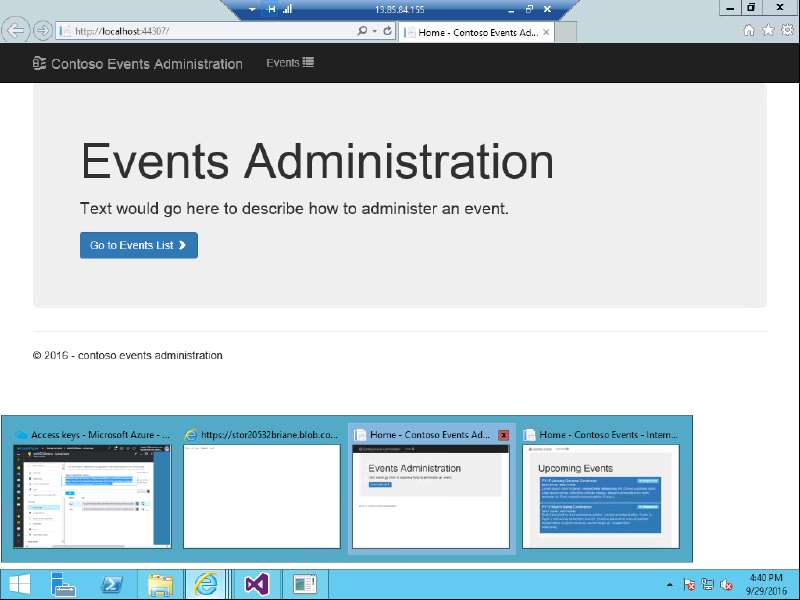 13.85.84.155
http://localhost:44307/
Home - Contoso Events Ad...
Contoso Events Administration
Events
Events Administration
Text would go here to describe how to administer an event.
Go to Events List
© 2016 - contoso events administration
Access keys - Microsoft Azure - ...
https://stor20532briane.blob.co...
Home - Contoso Events Ad...
Home - Contoso Events - Intern...
Events Administration
Upcoming Events
4:40 PM
9/29/2016